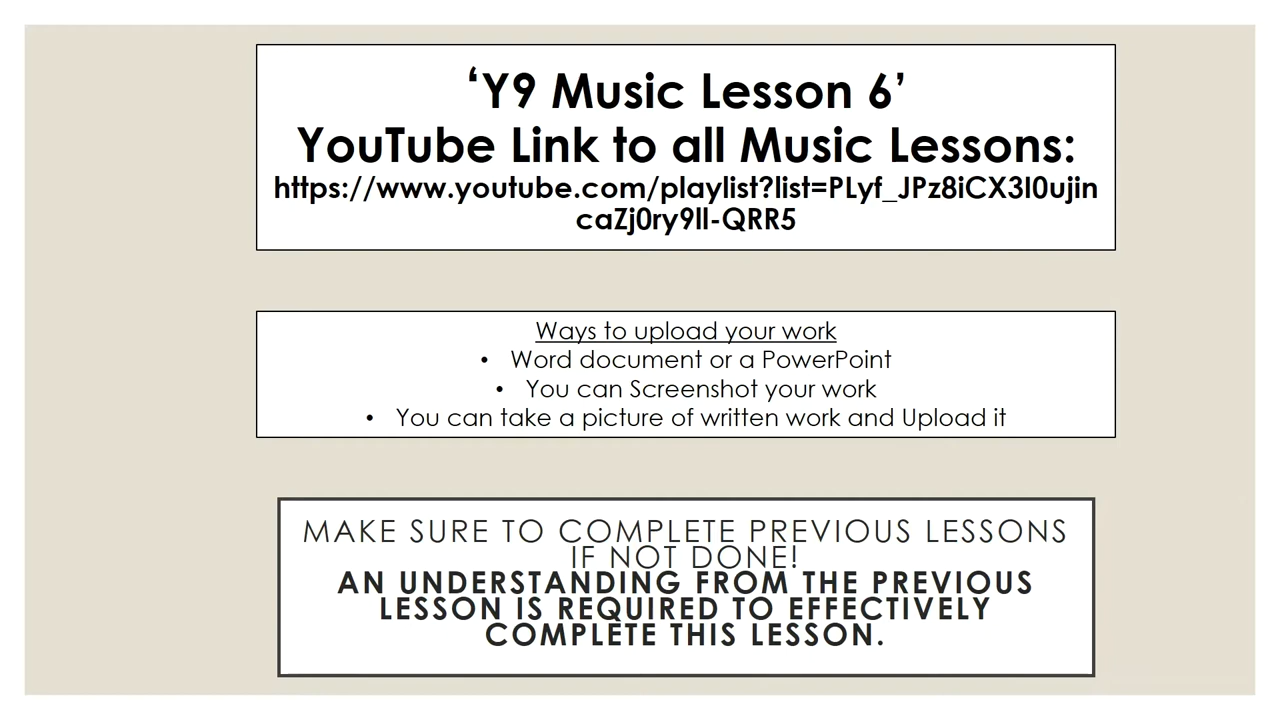 ‘Y9 Music Lesson 6’
YouTube Link to all Music Lessons:
https://www.youtube.com/playlist?list=PLyf_JPz8iCX3I0ujin
caZj0ry9Il-QRR5
Ways to upload your work
• Word document or a PowerPoint
• You can Screenshot your work
• You can take a picture of written work and Upload it
MAKE SURE TO COMPLETE PREVIOUS LESSONS
IF NOT DONE!
AN UNDERSTANDING FROM THE PREVIOUS
LESSON IS REQUIRED TO EFFECTIVELY
COMPLETE THIS LESSON.